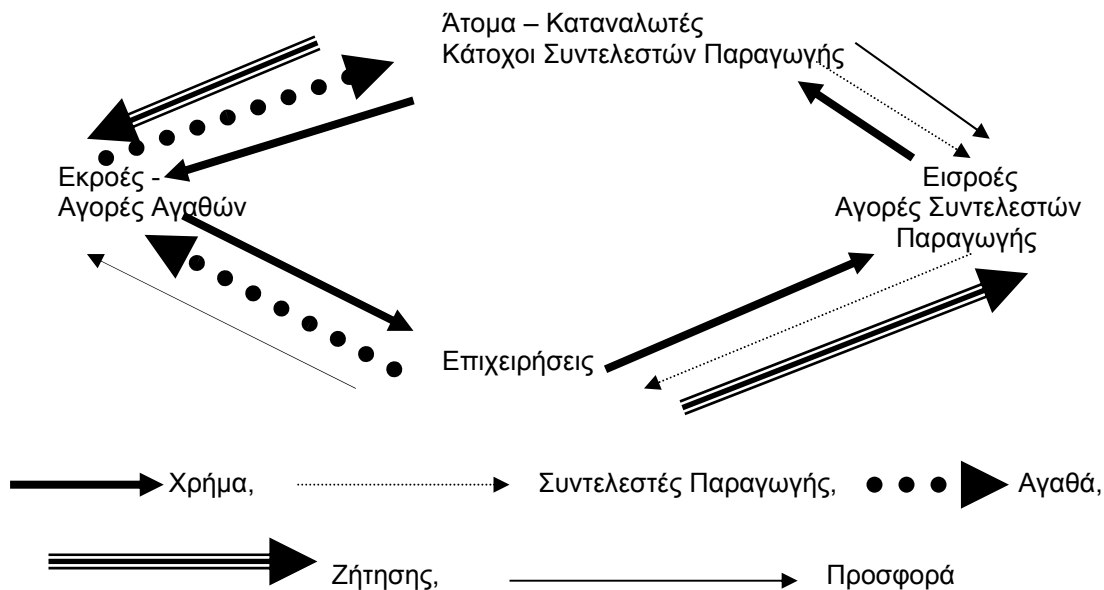 Άτομα – Καταναλωτές
Κάτοχοι Συντελεστών Παραγωγής
Εκροές -
Αγορές Αγαθών
Εισροές
Αγορές Συντελεστών
Παραγωγής
Επιχειρήσεις
Χρήμα, Συντελεστές Παραγωγής, Αγαθά,
Ζήτησης, Προσφορά